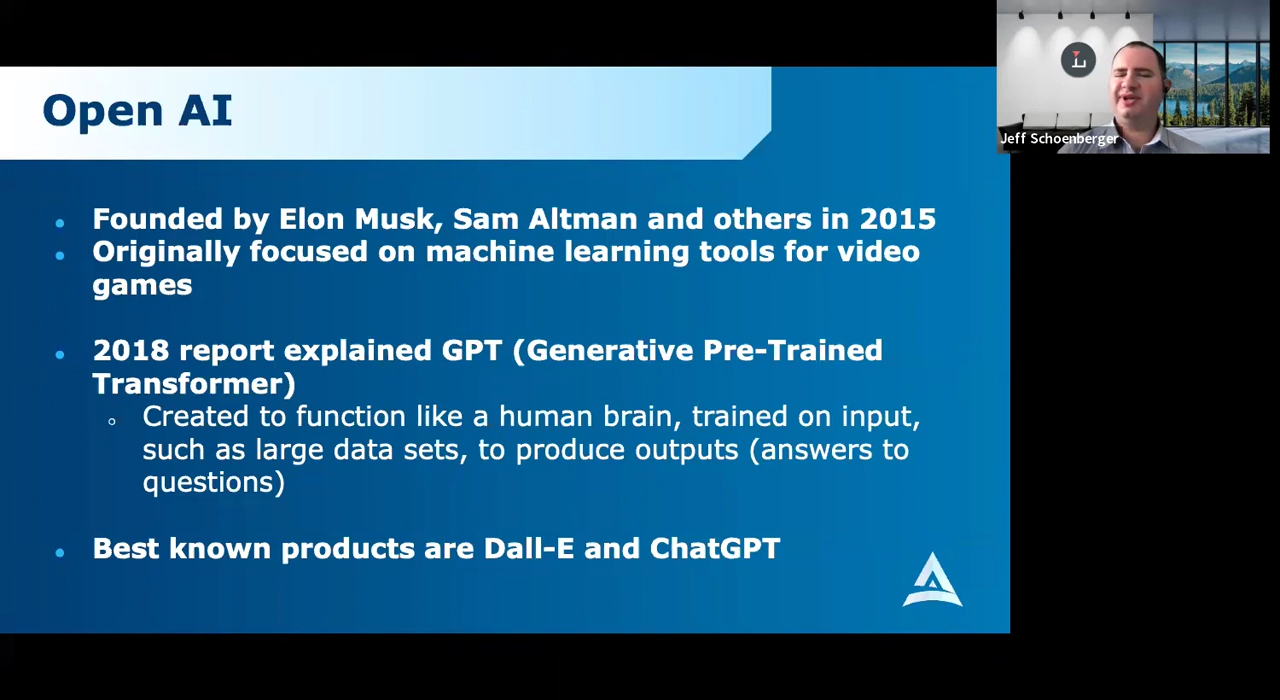 Open AI
Jeff Schoenberger
Founded by Elon Musk, Sam Altman and others in 2015
Originally focused on machine learning tools for video
games
2018 report explained GPT (Generative Pre-Trained
Transformer)
Created to function like a human brain, trained on input,
such as large data sets, to produce outputs (answers to
questions)
Best known products are Dall-E and ChatGPT